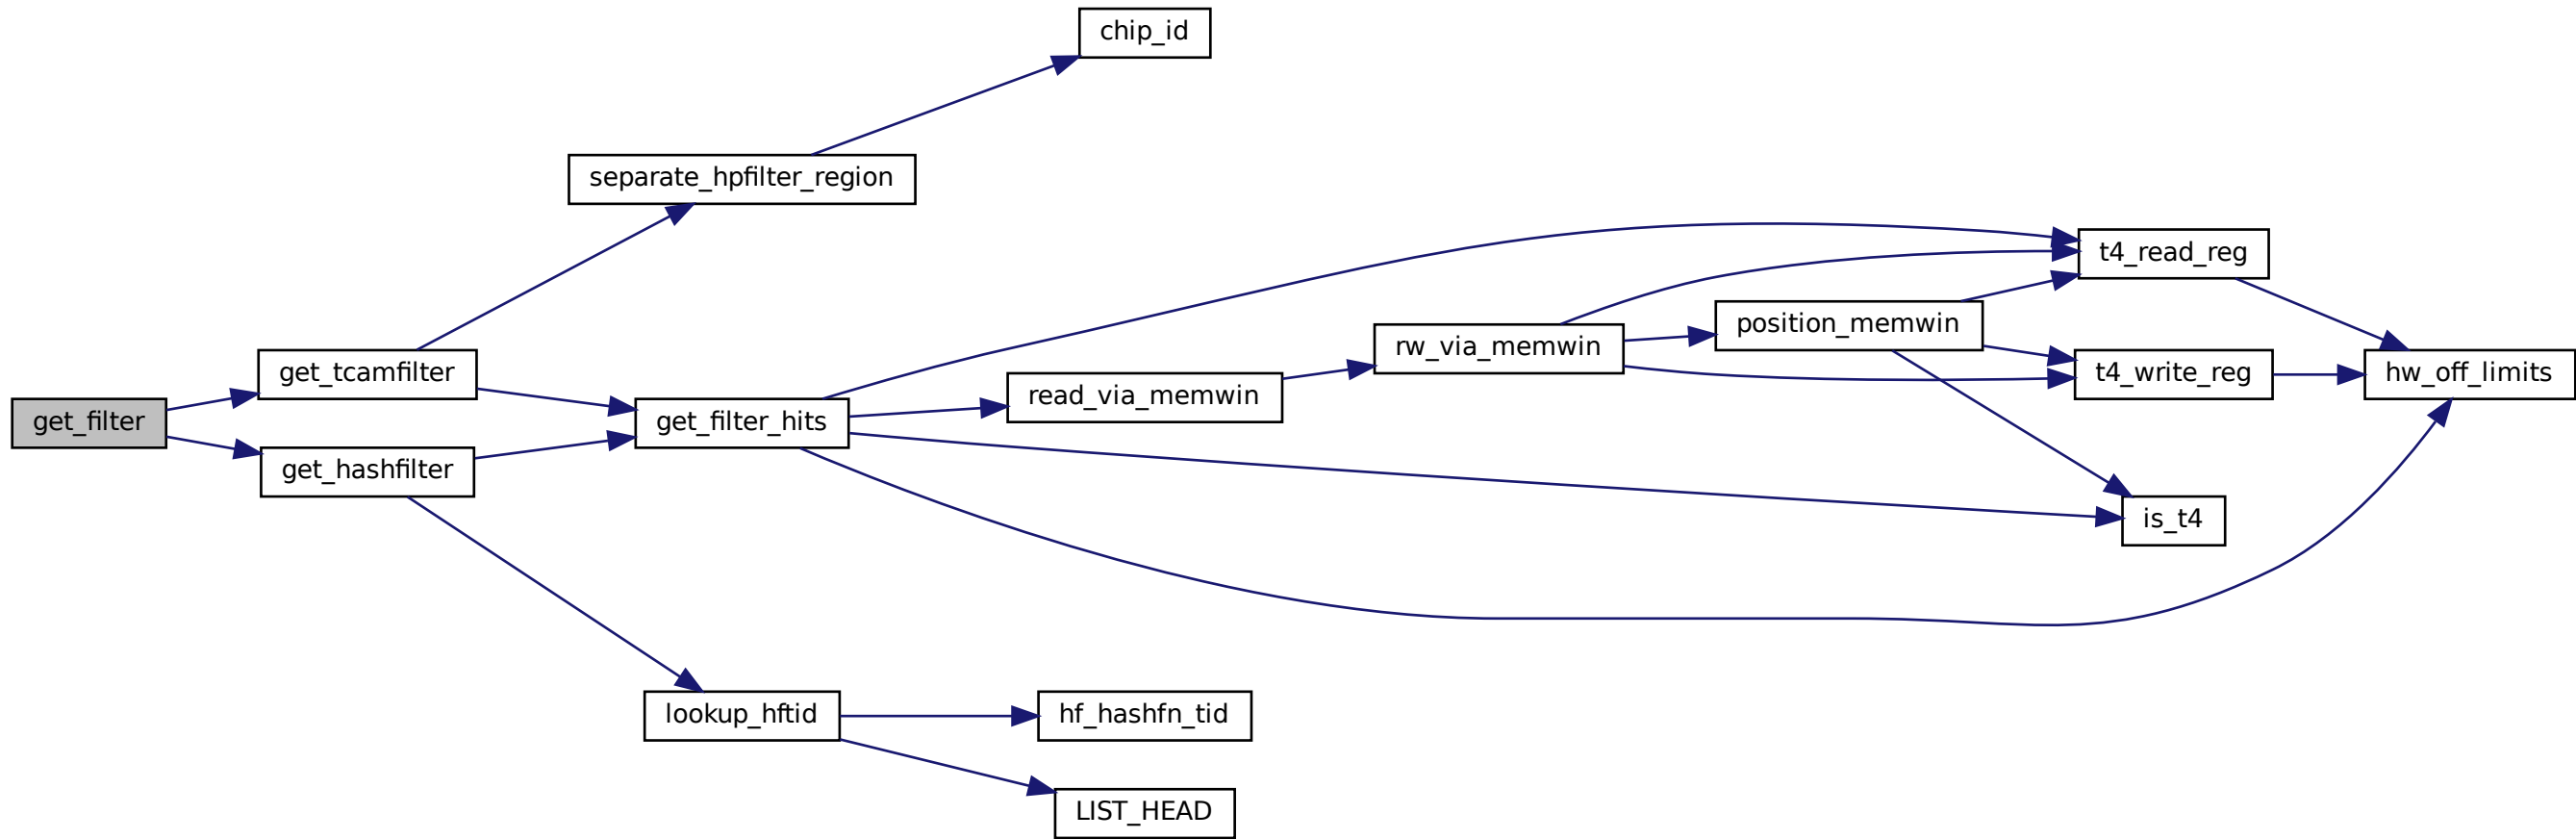 chip_id
separate_hpfilter_region
t4_read_reg
position_memwin
rw_via_memwin
get_tcamfilter
t4_write_reg
hw_off_limits
read_via_memwin
get_filter
get_filter_hits
get_hashfilter
is_t4
lookup_hftid
hf_hashfn_tid
LIST_HEAD